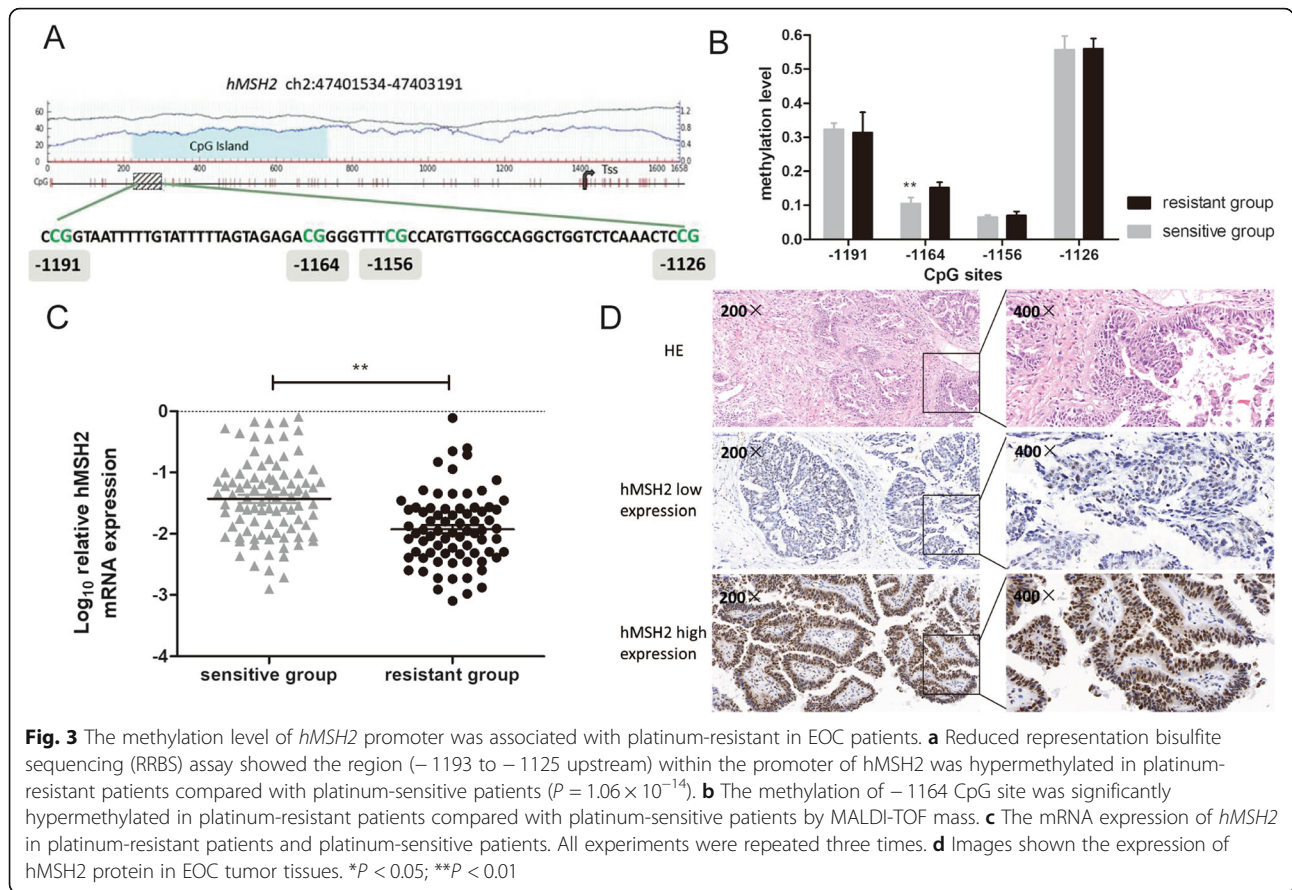 A
hMSH2 ch2:47401534-47403191
60
40
20
0
1.2
0.8
0.4
0.0
CpG Island
0 200 400 600 800 1000 1200 1400 1600 1658
CpG
Tss
CCGGTAATTTTTGTATTTTTAGTAGAGACGGGGTTTCGCCATGTTGGCCAGGCTGGTCTCAAACTCCG
-1191 -1164 -1156 -1126
B
methylation level
0.6
0.5
0.4
0.3
0.2
0.1
0.0
**
-1191 -1164 -1156 -1126
CpG sites
resistant group
sensitive group
C
**
Log10 relative hMSH2
mRNA expression
0
-1
-2
-3
-4
sensitive group resistant group
D
HE
200× 400×
hMSH2 low
expression
200× 400×
hMSH2 high
expression
200× 400×
Fig. 3 The methylation level of hMSH2 promoter was associated with platinum-resistant in EOC patients. a Reduced representation bisulfite
sequencing (RRBS) assay showed the region (− 1193 to − 1125 upstream) within the promoter of hMSH2 was hypermethylated in platinum-
resistant patients compared with platinum-sensitive patients (P = 1.06 × 10⁻¹⁴). b The methylation of − 1164 CpG site was significantly
hypermethylated in platinum-resistant patients compared with platinum-sensitive patients by MALDI-TOF mass. c The mRNA expression of hMSH2
in platinum-resistant patients and platinum-sensitive patients. All experiments were repeated three times. d Images shown the expression of
hMSH2 protein in EOC tumor tissues. *P < 0.05; **P < 0.01